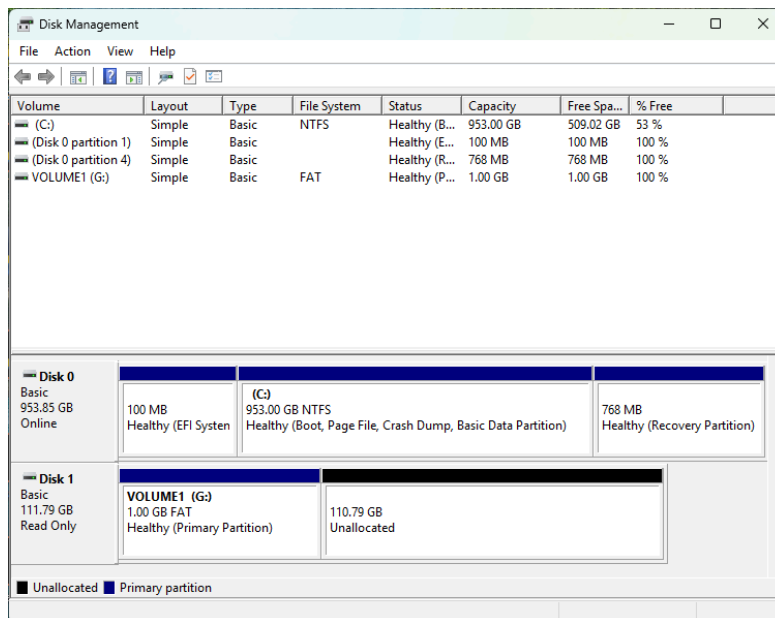 Disk Management
File Action View Help
Volume Layout Type File System Status Capacity Free Spa... % Free
(C:) Simple Basic NTFS Healthy (B... 953.00 GB 509.02 GB 53 %
(Disk 0 partition 1) Simple Basic Healthy (E... 100 MB 100 MB 100 %
(Disk 0 partition 4) Simple Basic Healthy (R... 768 MB 768 MB 100 %
VOLUME1 (G:) Simple Basic FAT Healthy (P... 1.00 GB 1.00 GB 100 %
Disk 0
Basic
953.85 GB
Online
100 MB
Healthy (EFI System
(C:)
953.00 GB NTFS
Healthy (Boot, Page File, Crash Dump, Basic Data Partition)
768 MB
Healthy (Recovery Partition)
Disk 1
Basic
111.79 GB
Read Only
VOLUME1 (G:)
1.00 GB FAT
Healthy (Primary Partition)
110.79 GB
Unallocated
Unallocated Primary partition